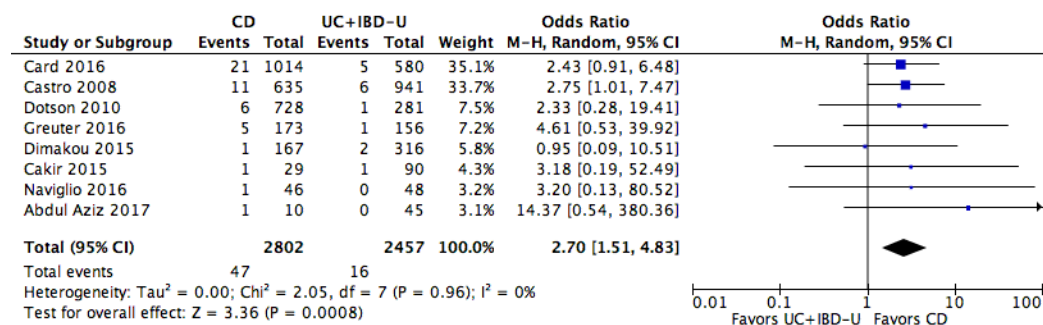 CD UC+IBD-U Odds Ratio Odds Ratio
Study or Subgroup Events Total Events Total Weight M-H, Random, 95% CI M-H, Random, 95% CI
Card 2016 21 1014 5 580 35.1% 2.43 [0.91, 6.48]
Castro 2008 11 635 6 941 33.7% 2.75 [1.01, 7.47]
Dotson 2010 6 728 1 281 7.5% 2.33 [0.28, 19.41]
Greuter 2016 5 173 1 156 7.2% 4.61 [0.53, 39.92]
Dimakou 2015 1 167 2 316 5.8% 0.95 [0.09, 10.51]
Cakir 2015 1 29 1 90 4.3% 3.18 [0.19, 52.49]
Naviglio 2016 1 46 0 48 3.2% 3.20 [0.13, 80.52]
Abdul Aziz 2017 1 10 0 45 3.1% 14.37 [0.54, 380.36]
Total (95% CI) 2802 2457 100.0% 2.70 [1.51, 4.83]
Total events 47 16
Heterogeneity: Tau² = 0.00; Chi² = 2.05, df = 7 (P = 0.96); I² = 0%
Test for overall effect: Z = 3.36 (P = 0.0008)
0.01 0.1 1 10 100
Favors UC+IBD-U Favors CD